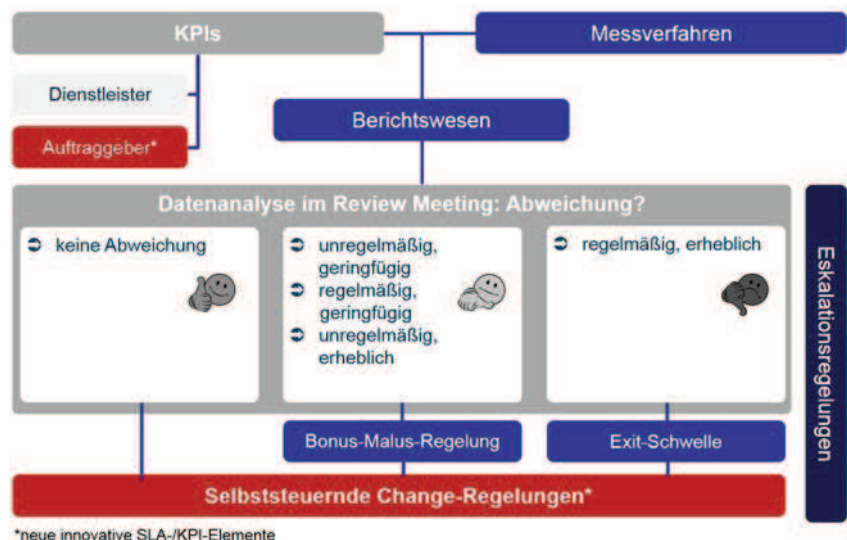 KPIs
Messverfahren
Dienstleister
Auftraggeber*
Berichtswesen
Datenanalyse im Review Meeting: Abweichung?
keine Abweichung
unregelmäßig,
geringfügig
regelmäßig,
geringfügig
unregelmäßig,
erheblich
regelmäßig, erheblich
Eskalationsregelungen
Bonus-Malus-Regelung
Exit-Schwelle
Selbststeuernde Change-Regelungen*
*neue innovative SLA-/KPI-Elemente